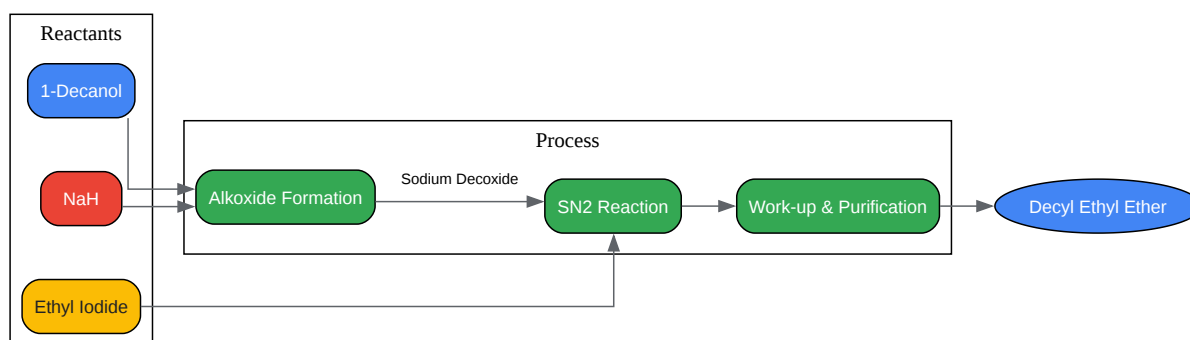 Reactants
1-Decanol
NaH
Ethyl Iodide
Process
Alkoxide Formation
Sodium Decoxide
SN2 Reaction
Work-up & Purification
Decyl Ethyl Ether